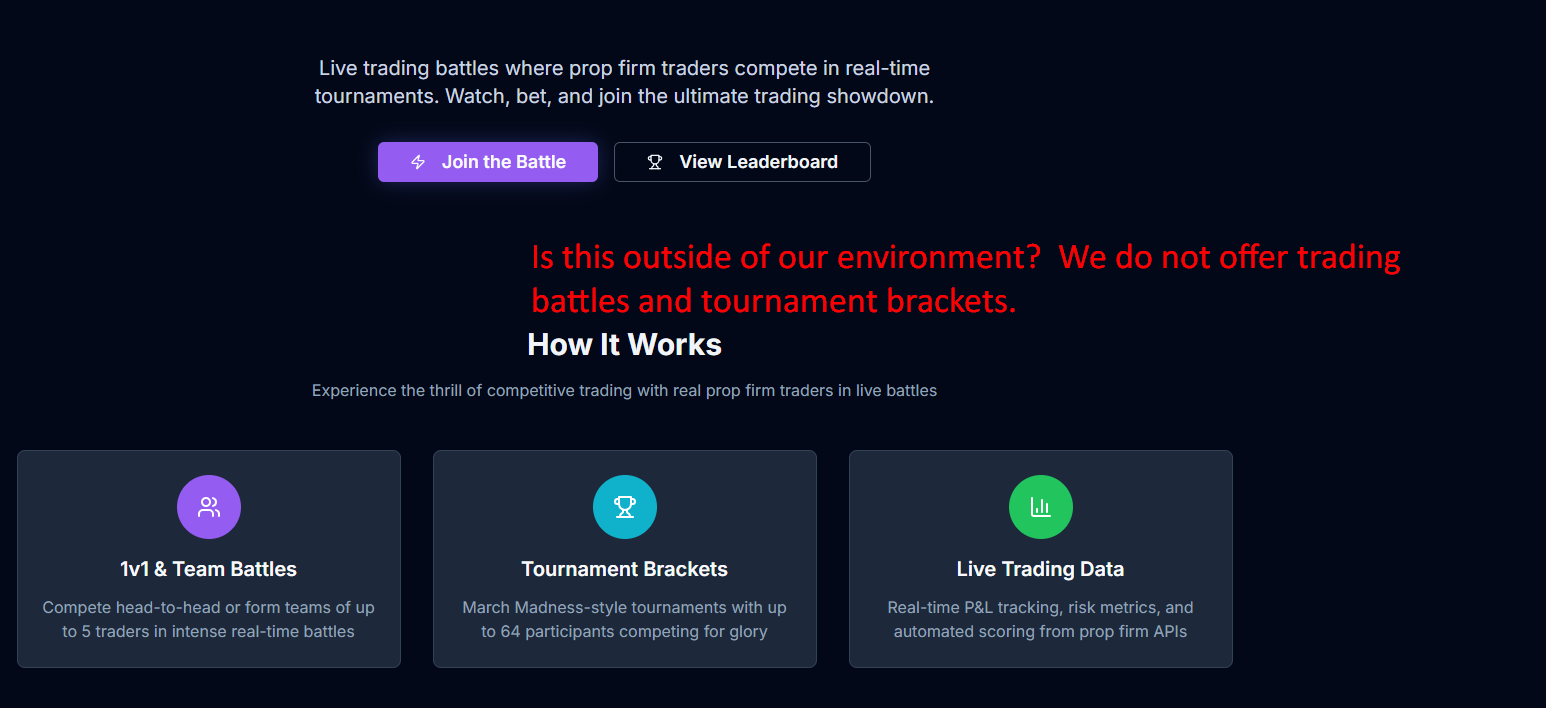 Live trading battles where prop firm traders compete in real-time
tournaments. Watch, bet, and join the ultimate trading showdown.
Join the Battle
View Leaderboard
Is this outside of our environment?  We do not offer trading
battles and tournament brackets.
How It Works
Experience the thrill of competitive trading with real prop firm traders in live battles
1v1 & Team Battles
Compete head-to-head or form teams of up
to 5 traders in intense real-time battles
Tournament Brackets
March Madness-style tournaments with up
to 64 participants competing for glory
Live Trading Data
Real-time P&L tracking, risk metrics, and
automated scoring from prop firm APIs